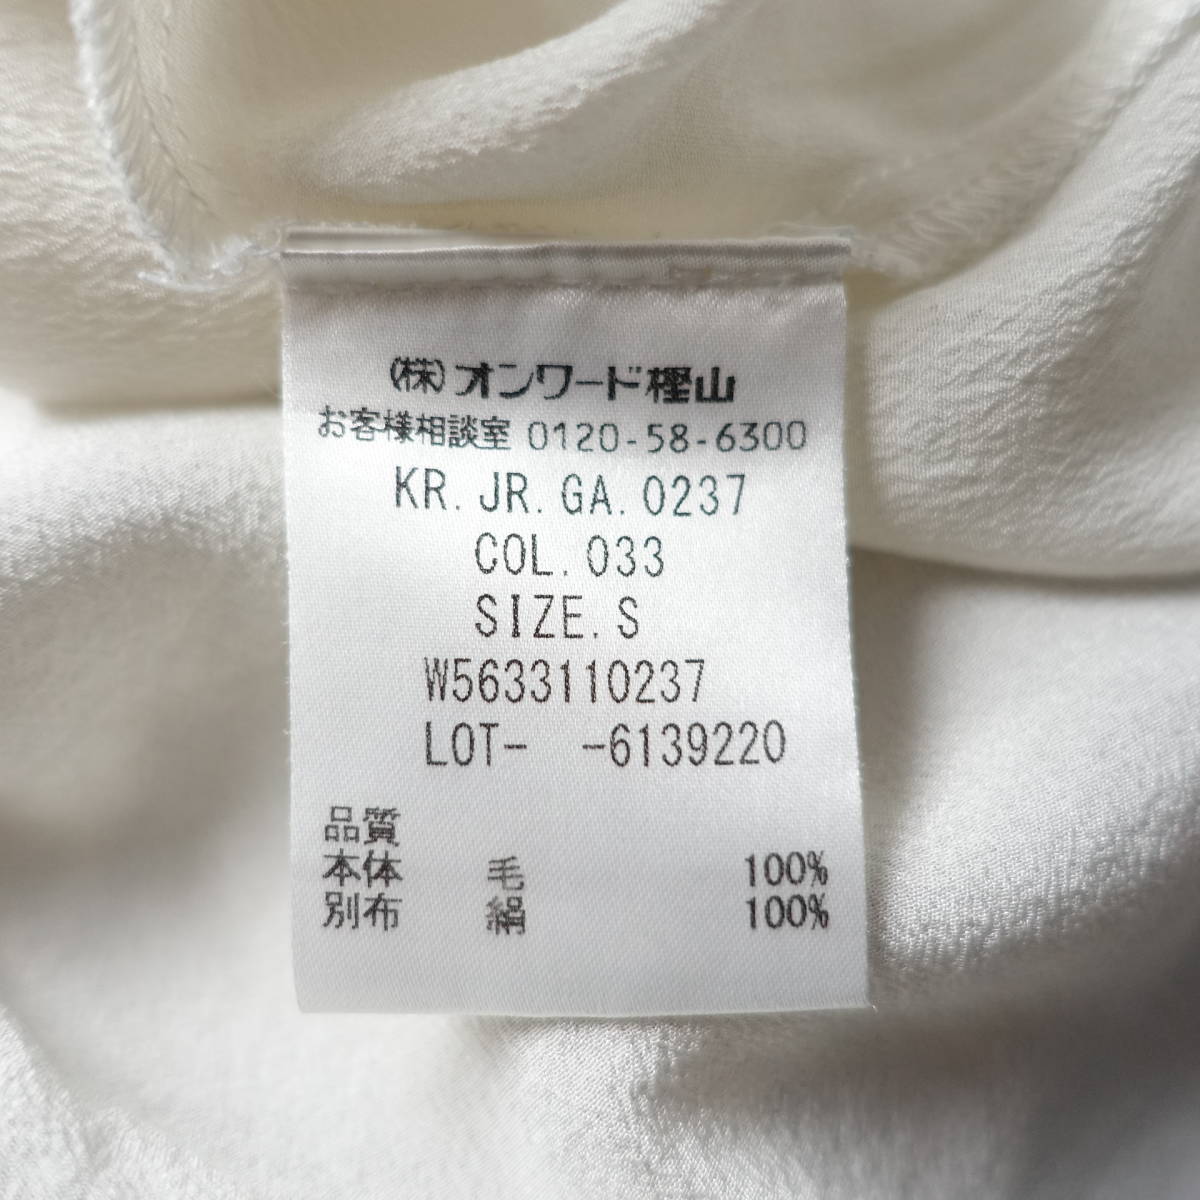 (株)オンワード樫山
お客様相談室 0120-58-6300
KR.JR.GA.0237
COL.033
SIZE.S
W5633110237
LOT-  -6139220
品質
本体 毛 100%
別布 絹 100%